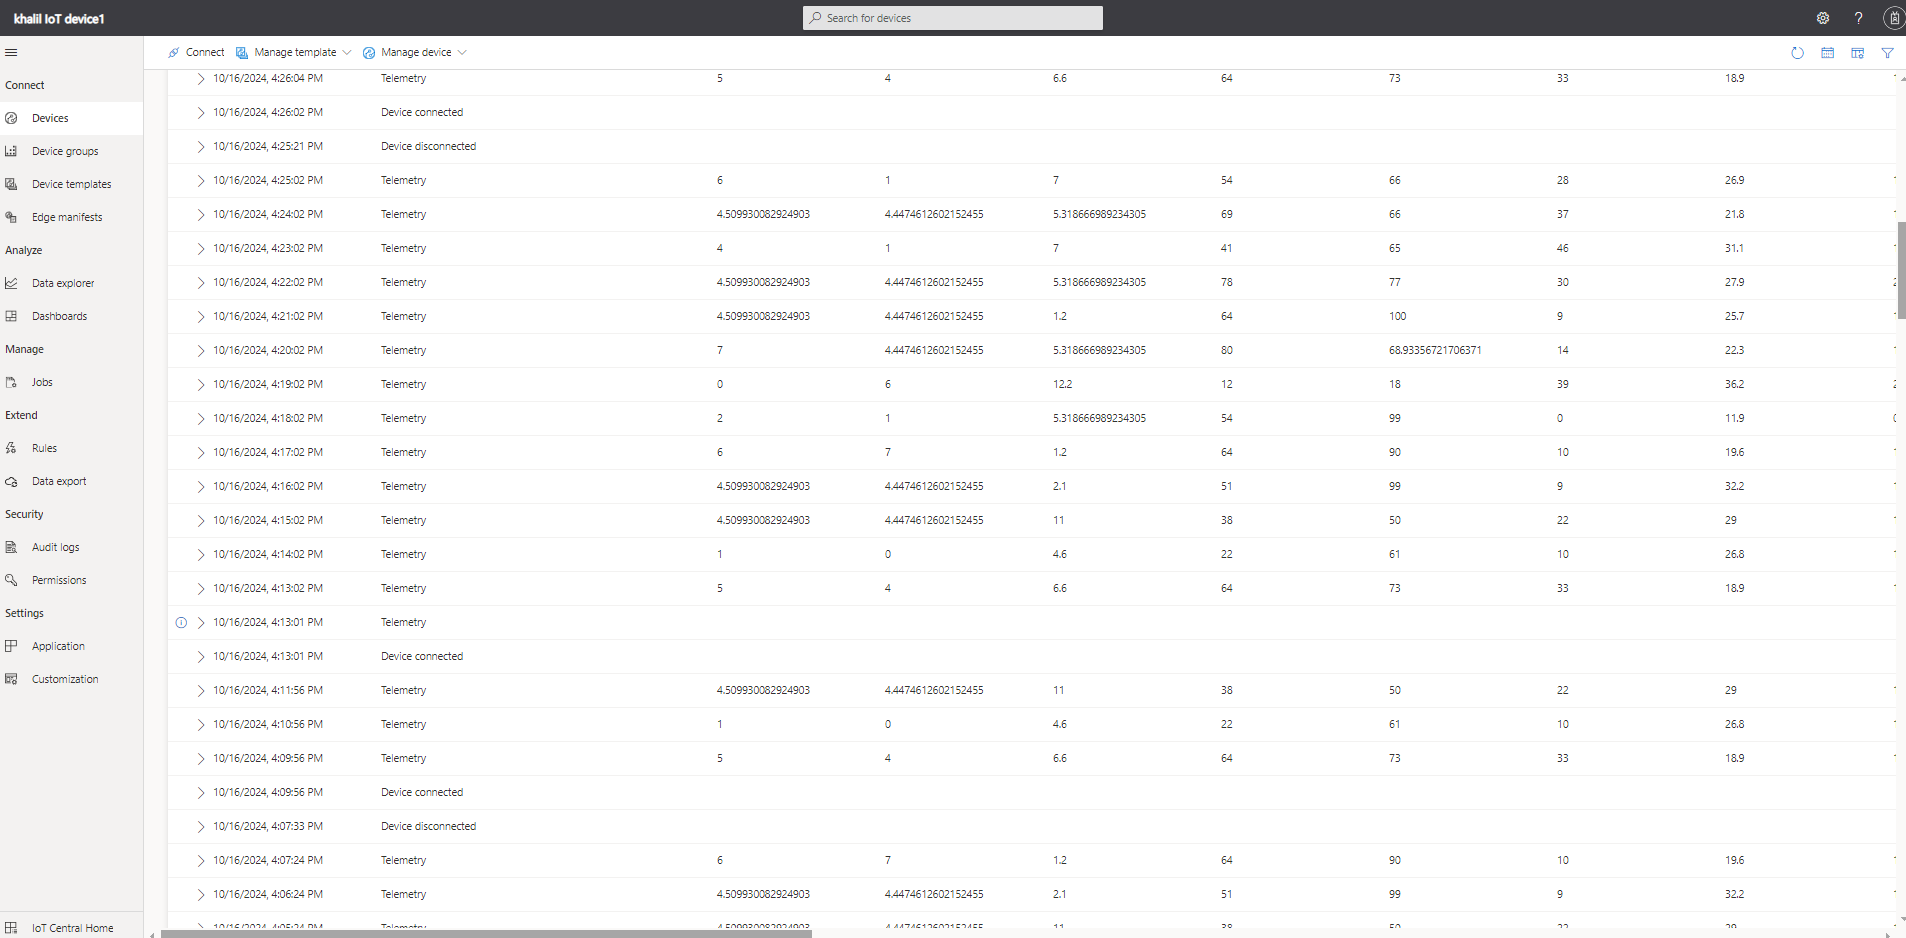 khalil IoT device1
Search for devices
?
Connect Manage template Manage device
Connect
Devices
Device groups
Device templates
Edge manifests
Analyze
Data explorer
Dashboards
Manage
Jobs
Extend
Rules
Data export
Security
Audit logs
Permissions
Settings
Application
Customization
IoT Central Home
10/16/2024, 4:26:04 PM Telemetry 5 4 6.6 64 73 33 18.9
10/16/2024, 4:26:02 PM Device connected
10/16/2024, 4:25:21 PM Device disconnected
10/16/2024, 4:25:02 PM Telemetry 6 1 7 54 66 28 26.9
10/16/2024, 4:24:02 PM Telemetry 4.509930082924903 4.4474612602152455 5.318666989234305 69 66 37 21.8
10/16/2024, 4:23:02 PM Telemetry 4 1 7 41 65 46 31.1
10/16/2024, 4:22:02 PM Telemetry 4.509930082924903 4.4474612602152455 5.318666989234305 78 77 30 27.9
10/16/2024, 4:21:02 PM Telemetry 4.509930082924903 4.4474612602152455 1.2 64 100 9 25.7
10/16/2024, 4:20:02 PM Telemetry 7 4.4474612602152455 5.318666989234305 80 68.93356721706371 14 22.3
10/16/2024, 4:19:02 PM Telemetry 0 6 12.2 12 18 39 36.2
10/16/2024, 4:18:02 PM Telemetry 2 1 5.318666989234305 54 99 0 11.9
10/16/2024, 4:17:02 PM Telemetry 6 7 1.2 64 90 10 19.6
10/16/2024, 4:16:02 PM Telemetry 4.509930082924903 4.4474612602152455 2.1 51 99 9 32.2
10/16/2024, 4:15:02 PM Telemetry 4.509930082924903 4.4474612602152455 11 38 50 22 29
10/16/2024, 4:14:02 PM Telemetry 1 0 4.6 22 61 10 26.8
10/16/2024, 4:13:02 PM Telemetry 5 4 6.6 64 73 33 18.9
10/16/2024, 4:13:01 PM Telemetry
10/16/2024, 4:13:01 PM Device connected
10/16/2024, 4:11:56 PM Telemetry 4.509930082924903 4.4474612602152455 11 38 50 22 29
10/16/2024, 4:10:56 PM Telemetry 1 0 4.6 22 61 10 26.8
10/16/2024, 4:09:56 PM Telemetry 5 4 6.6 64 73 33 18.9
10/16/2024, 4:09:56 PM Device connected
10/16/2024, 4:07:33 PM Device disconnected
10/16/2024, 4:07:24 PM Telemetry 6 7 1.2 64 90 10 19.6
10/16/2024, 4:06:24 PM Telemetry 4.509930082924903 4.4474612602152455 2.1 51 99 9 32.2
10/16/2024, 4:05:24 PM Telemetry 4.509930082924903 4.4474612602152455 11 38 50 22 29